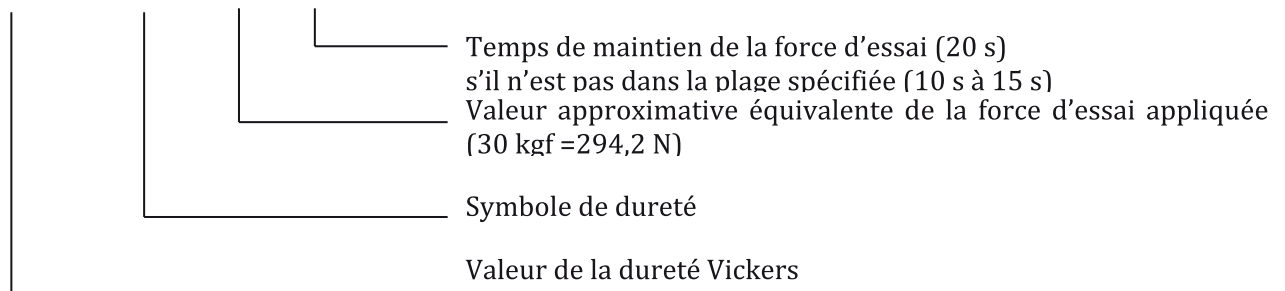 Temps de maintien de la force d’essai (20 s)
s’il n’est pas dans la plage spécifiée (10 s à 15 s)
Valeur approximative équivalente de la force d’essai appliquée
(30 kgf =294,2 N)
Symbole de dureté
Valeur de la dureté Vickers